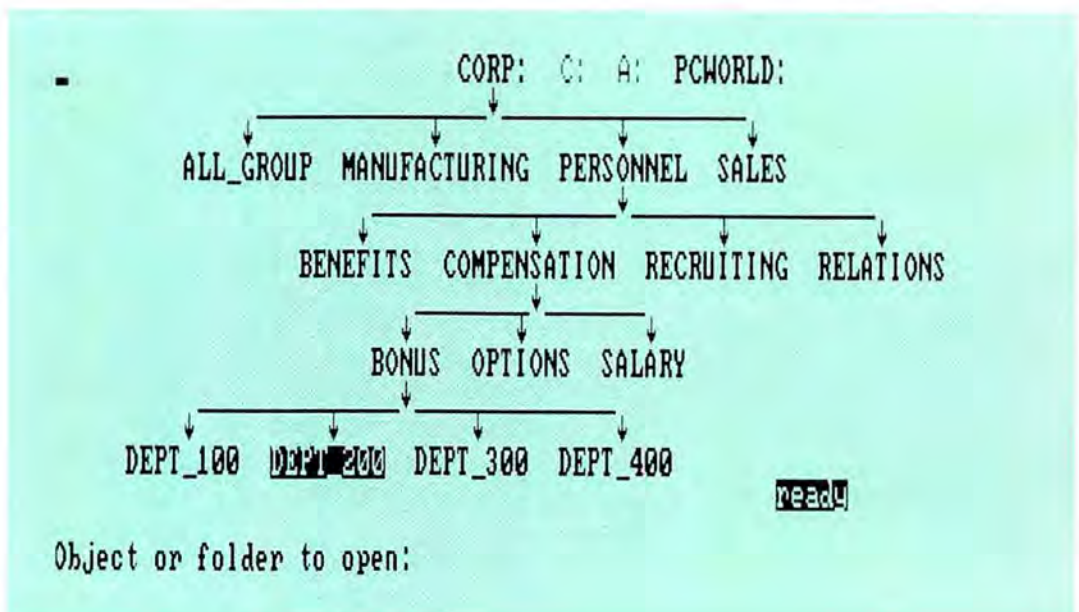 CORP: C: A: PCWORLD:
ALL_GROUP MANUFACTURING PERSONNEL SALES
BENEFITS COMPENSATION RECRUITING RELATIONS
BONUS OPTIONS SALARY
DEPT_100 DEPT_200 DEPT_300 DEPT_400
ready
Object or folder to open: